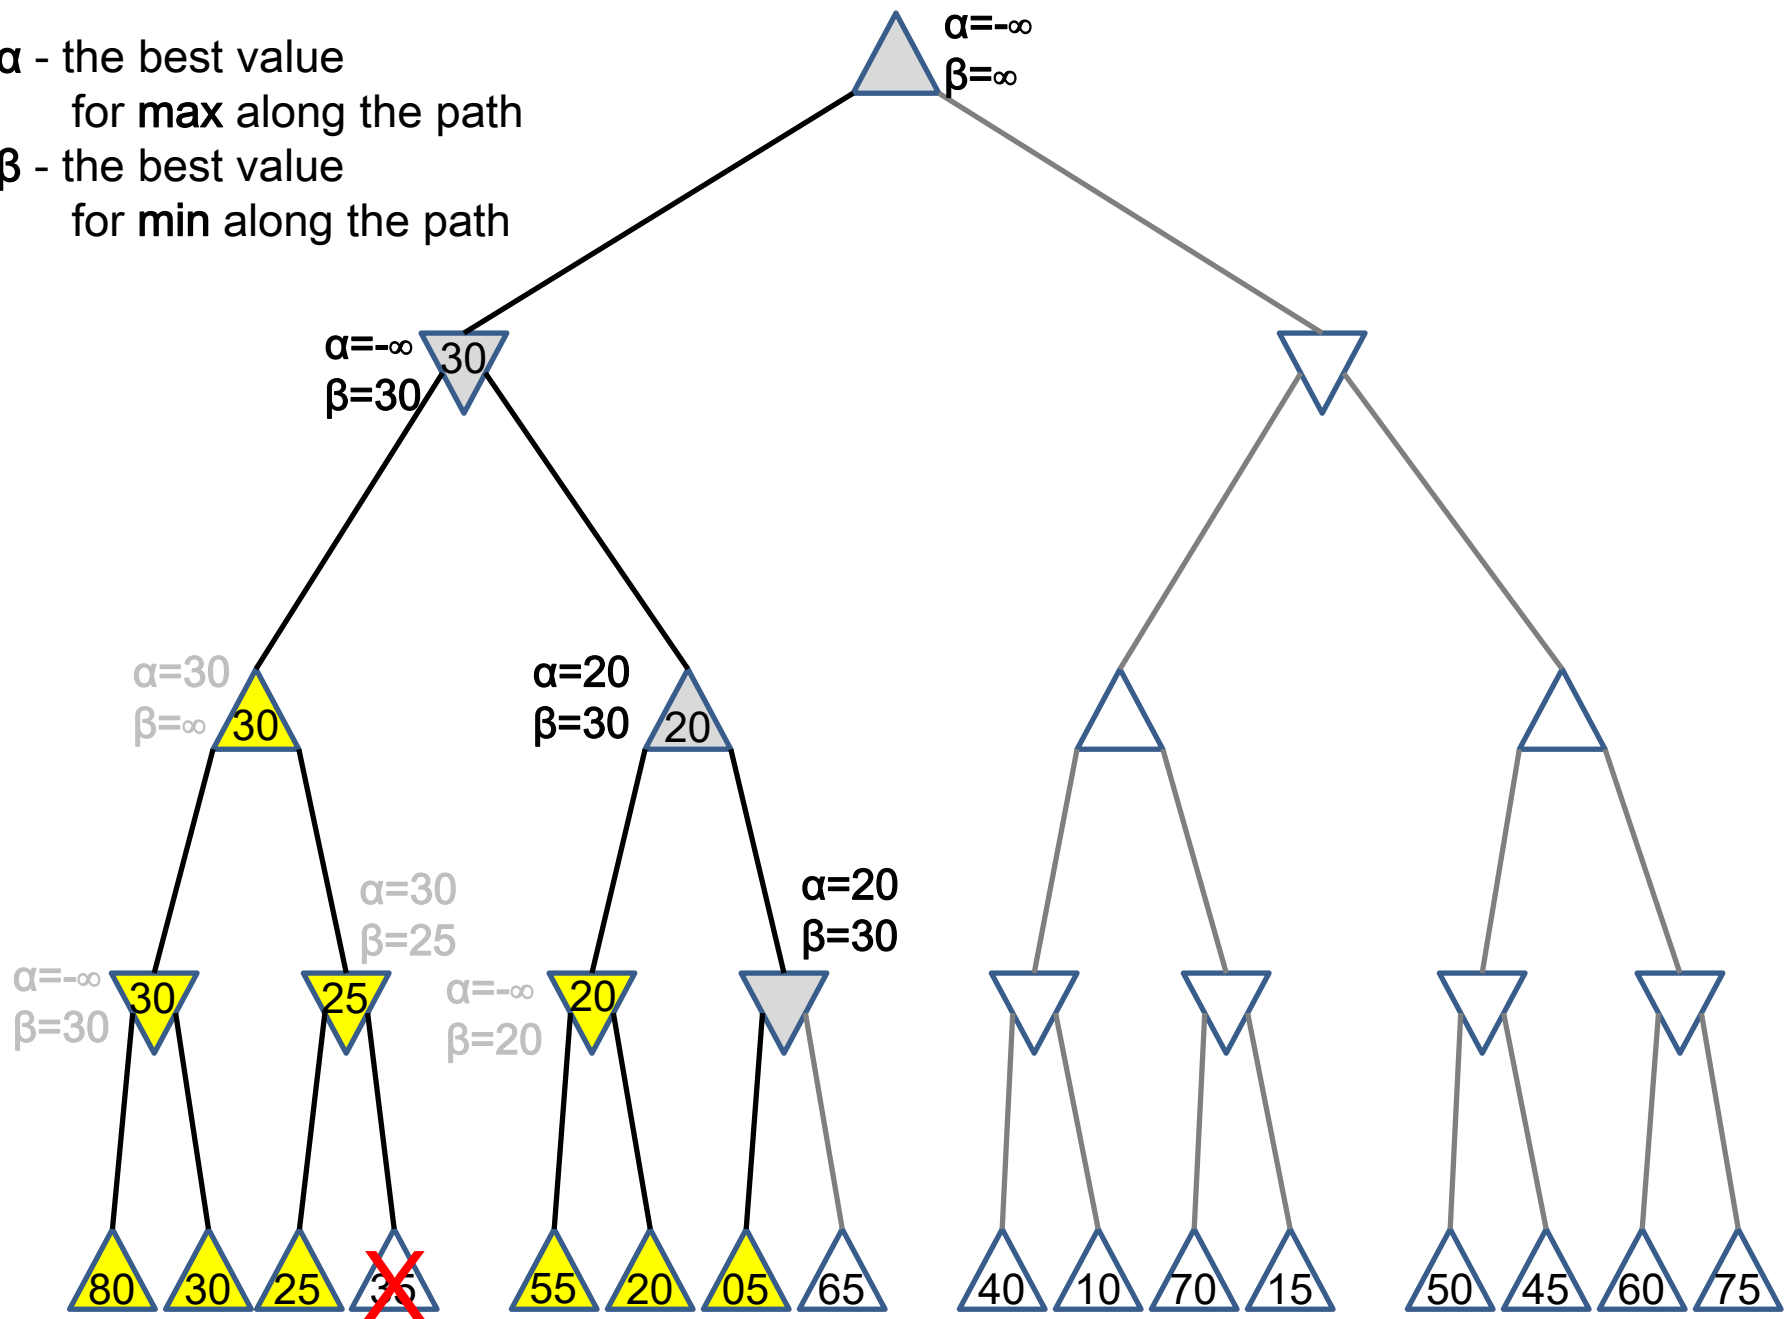 α - the best value
for max along the path
β - the best value
for min along the path
α=-∞
β=∞
α=-∞
β=30
30
α=30
β=∞
30
α=20
β=30
20
α=30
β=25
α=20
β=30
α=-∞
β=30
30
25
α=-∞
β=20
20
80 30 25 35 55 20 05 65 40 10 70 15 50 45 60 75